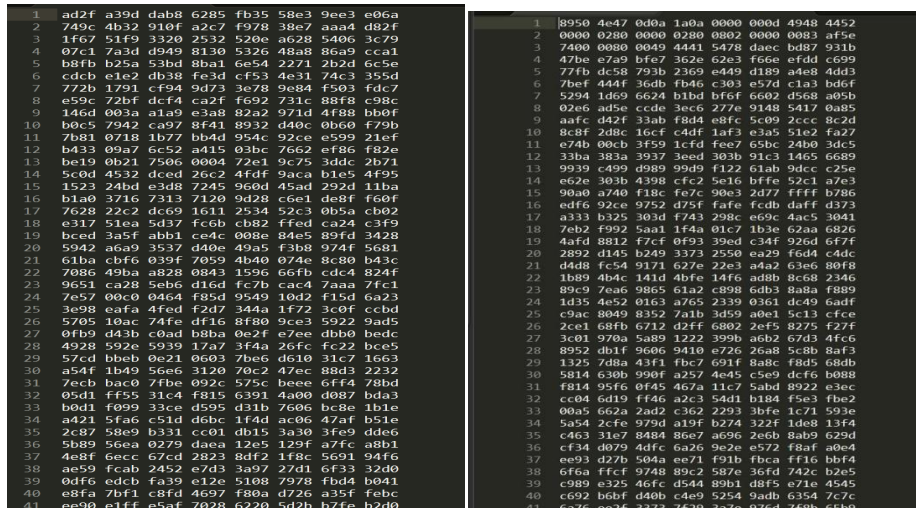 1 ad2f a39d dab8 6285 fb35 58e3 9ee3 e06a
2 749c 4b32 910f a2c7 f978 38e7 aaa4 d82f
3 1f67 51f9 3320 2532 520e a628 5406 3c79
4 07c1 7a3d d949 8130 5326 48a8 86a9 cca1
5 b8fb b25a 53bd 8ba1 6e54 2271 2b2d 6c5e
6 cdcb e1e2 db38 fe3d cf53 4e31 74c3 355d
7 772b 1791 cf94 9d73 3e78 9e84 f503 fdc7
8 e59c 72bf dcf4 ca2f f692 731c 88f8 c98c
9 146d 003a a1a9 e3a8 82a2 971d 4f88 bb0f
10 b0c5 7942 ca97 8f41 8932 d40c 0b60 f79b
11 7b81 0718 1b77 bb4d 954c 92ce e599 21ef
12 b433 09a7 6c52 a415 03bc 7662 ef86 f82e
13 be19 0b21 7506 0004 72e1 9c75 3ddc 2b71
14 5c0d 4532 dced 26c2 4fdf 9aca b1e5 4f95
15 1523 24bd e3d8 7245 960d 45ad 292d 11ba
16 b1a0 3716 7313 7120 9d28 c6e1 de8f f60f
17 7628 22c2 dc69 1611 2534 52c3 0b5a cb02
18 e317 51ea 5d37 fc6b cb82 ffed ca24 c3f9
19 bced 3a5f abb1 ce4c 008e 84e5 89fd 3428
20 5942 a6a9 3537 d40e 49a5 f3b8 974f 5681
21 61ba cbf6 039f 7059 4b40 074e 8c80 b43c
22 7086 49ba a828 0843 1596 66fb cdc4 824f
23 9651 ca28 5eb6 d16d fc7b cac4 7aaa 7fc1
24 7e57 00c0 0464 f85d 9549 10d2 f15d 6a23
25 3e98 eafa 4fed f2d7 344a 1f72 3c0f ccbd
26 5705 10ac 74fe df16 8f80 9ce3 5922 9ad5
27 0fb9 d43b c0ad b8ba 0e2f e7ee dbb0 bedc
28 4928 592e 5939 17a7 3f4a 26fc fc22 bce5
29 57cd bbeb 0e21 0603 7be6 d610 31c7 1663
30 a54f 1b49 56e6 3120 70c2 47ec 88d3 2232
31 7ecb bac0 7fbe 092c 575c beee 6ff4 78bd
32 05d1 ff55 31c4 f815 6391 4a00 d087 bda3
33 b0d1 f099 33ce d595 d31b 7606 bc8e 1b1e
34 a421 5fa6 c51d d6bc 1f4d ac06 47af b51e
35 2c87 58e9 b331 cc01 db15 3a30 3fe9 dde6
36 5b89 56ea 0279 daea 12e5 129f a7fc a8b1
37 4e8f 6ecc 67cd 2823 8df2 1f8c 5691 94f6
38 ae59 fcab 2452 e7d3 3a97 27d1 6f33 32d0
39 0df6 edcb fa39 e12e 5108 7978 fbd4 b041
40 e8fa 7bf1 c8fd 4697 f80a d726 a35f febc
41 ee90 e1ff e5af 7028 6220 5d2b b7fe b2d0
1 8950 4e47 0d0a 1a0a 0000 000d 4948 4452
2 0000 0280 0000 0280 0802 0000 0083 af5e
3 7400 0080 0049 4441 5478 daec bd87 931b
4 47be e7a9 bfe7 362e 62e3 f66e efdd c699
5 77fb dc58 793b 2369 e449 d189 a4e8 4dd3
6 7bef 444f 36db fb46 c303 e57d c1a3 bd6f
7 5294 1d69 6624 b1bd bf6f 6602 d568 a05b
8 02e6 ad5e ccde 3ec6 277e 9148 5417 0a85
9 aafc d42f 33ab f8d4 e8fc 5c09 2ccc 8c2d
10 8c8f 2d8c 16cf c4df 1af3 e3a5 51e2 fa27
11 e74b 00cb 3f59 1cfd fee7 65bc 24b0 3dc5
12 33ba 383a 3937 3eed 303b 91c3 1465 6689
13 9939 c499 d989 99d9 f122 61ab 9dcc c25e
14 e62e 303b 4398 cfc2 5e16 bffe 52c1 a7e3
15 90a0 a740 f18c fe7c 90e3 2d77 ffff b786
16 edf6 92ce 9752 d75f fafe fcdb daff d373
17 a333 b325 303d f743 298c e69c 4ac5 3041
18 7eb2 f992 5aa1 1f4a 01c7 1b3e 62aa 6826
19 4afd 8812 f7cf 0f93 39ed c34f 926d 6f7f
20 2892 d145 b249 3373 2550 ea29 f6d4 c4dc
21 d4d8 fc54 9171 627e 22e3 a4a2 63e6 80f8
22 1b89 4b4c 141d 4bfe 14f6 ad8b 8c68 2346
23 89c9 7ea6 9865 61a2 c898 6db3 8a8a f889
24 1d35 4e52 0163 a765 2339 0361 dc49 6adf
25 c9ac 8049 8352 7a1b 3d59 a0e1 5c13 cfce
26 2ce1 68fb 6712 d2ff 6802 2ef5 8275 f27f
27 3c01 970a 5a89 1222 399b a6b2 67d3 4fc6
28 8952 db1f 9606 9410 e726 26a8 5c8b 8af3
29 1325 7d8a 43f1 fbc7 691f 8a8c f8d5 68db
30 5814 630b 990f a257 4e45 c5e9 dcf6 b088
31 f814 95f6 0f45 467a 11c7 5abd 8922 e3ec
32 cc04 6d19 ff46 a2c3 54d1 b184 f5e3 fbe2
33 00a5 662a 2ad2 c362 2293 3bfe 1c71 593e
34 5a54 2cfe 979d a19f b274 322f 1de8 13f4
35 c463 31e7 8484 86e7 a696 2e6b 8ab9 629d
36 cf34 d079 4dfc 6a26 9e2e e572 f8af a0e4
37 ee93 d27b 504a ee71 f91b fbca ff16 bbf4
38 6f6a ffcf 9748 89c2 587e 36fd 742c b2e5
39 c989 e325 46fc d544 89b1 d8f5 e71e 4545
40 c692 b6bf d40b c4e9 5254 9adb 6354 7c7c